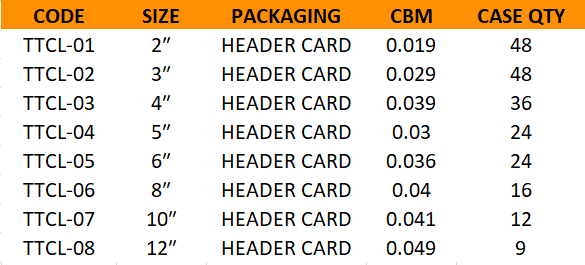 CODE SIZE PACKAGING CBM CASE QTY
TTCL-01 2” HEADER CARD 0.019 48
TTCL-02 3” HEADER CARD 0.029 48
TTCL-03 4” HEADER CARD 0.039 36
TTCL-04 5” HEADER CARD 0.03 24
TTCL-05 6” HEADER CARD 0.036 24
TTCL-06 8” HEADER CARD 0.04 16
TTCL-07 10” HEADER CARD 0.041 12
TTCL-08 12” HEADER CARD 0.049 9